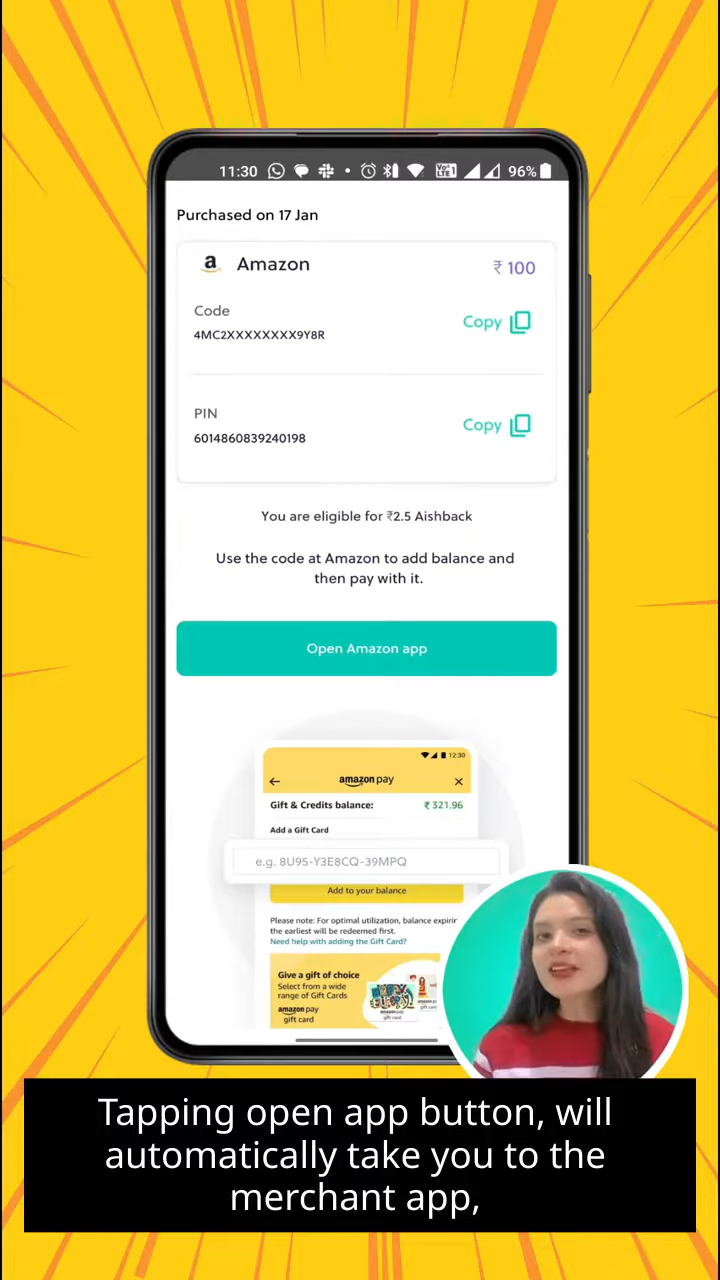 11:30
96%
Purchased on 17 Jan
a Amazon ₹ 100
Code
4MC2XXXXXXXX9Y8R
Copy
PIN
6014860839240198
Copy
You are eligible for ₹2.5 Aishback
Use the code at Amazon to add balance and
then pay with it.
Open Amazon app
12:30
amazon pay
Gift & Credits balance: ₹ 321.96
Add a Gift Card
e.g. 8U95-Y3E8CQ-39MPQ
Add to your balance
Please note: For optimal utilization, balance expirin
the earliest will be redeemed first.
Need help with adding the Gift Card?
Give a gift of choice
Select from a wide
range of Gift Cards
amazon pay
gift card
Tapping open app button, will
automatically take you to the
merchant app,